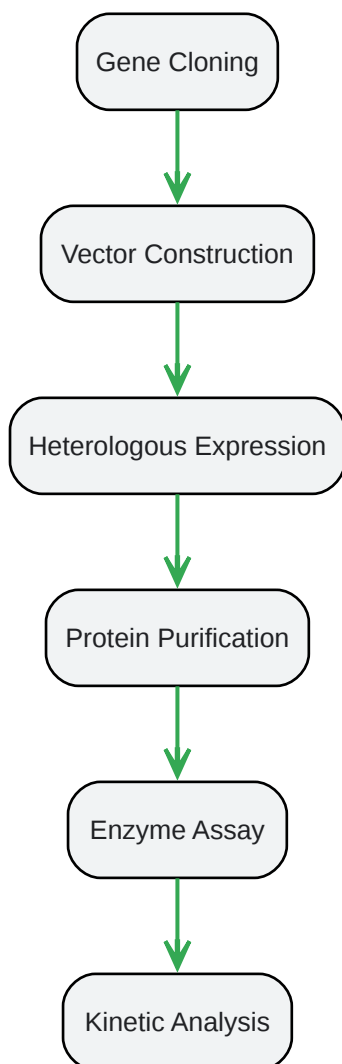 Gene Cloning
Vector Construction
Heterologous Expression
Protein Purification
Enzyme Assay
Kinetic Analysis